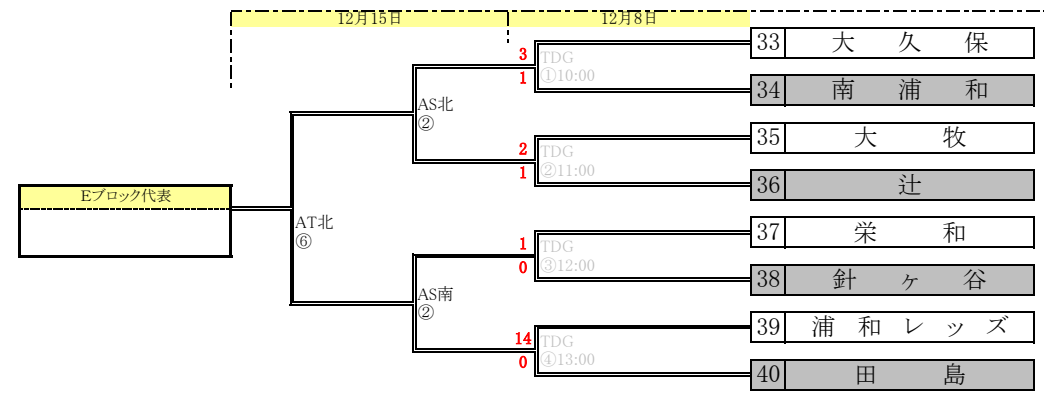 12月15日 12月8日
33 大久保
3 TDG
1 ①10:00
34 南浦和
AS北
②
35 大牧
2 TDG
1 ②11:00
36 辻
Eブロック代表
AT北
⑥
37 栄和
1 TDG
0 ③12:00
38 針ヶ谷
AS南
②
39 浦和レッズ
14 TDG
0 ④13:00
40 田島